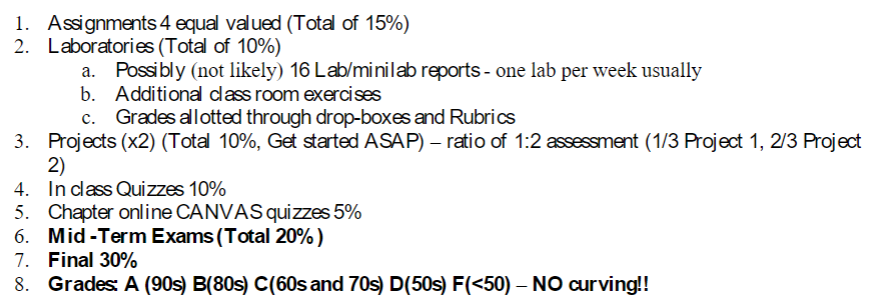 1. Assignments 4 equal valued (Total of 15%)
2. Laboratories (Total of 10%)
a. Possibly (not likely) 16 Lab/minilab reports - one lab per week usually
b. Additional class room exercises
c. Grades allotted through drop-boxes and Rubrics
3. Projects (x2) (Total 10%, Get started ASAP) – ratio of 1:2 assessment (1/3 Project 1, 2/3 Project
2)
4. In class Quizzes 10%
5. Chapter online CANVAS quizzes 5%
6. Mid -Term Exams (Total 20%)
7. Final 30%
8. Grades: A (90s) B(80s) C(60s and 70s) D(50s) F(<50) – NO curving!!